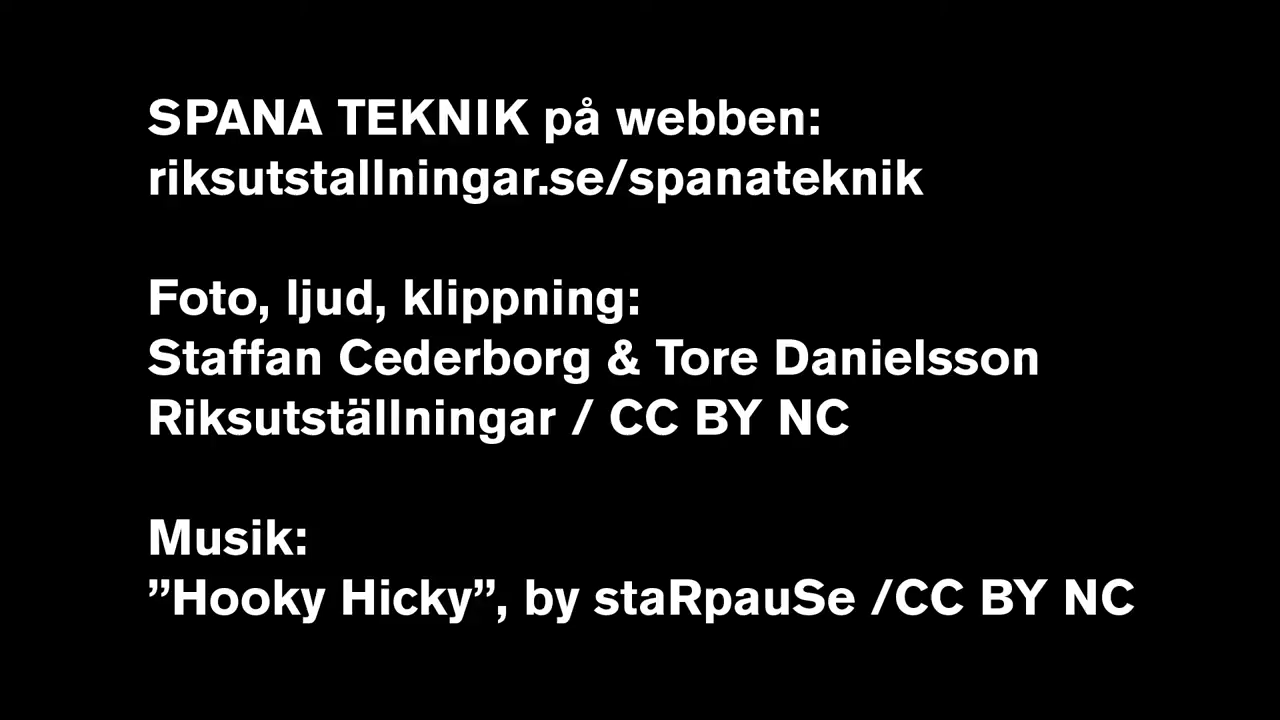 SPANA TEKNIK på webben:
riksutstallningar.se/spanateknik
Foto, ljud, klippning:
Staffan Cederborg & Tore Danielsson
Riksutställningar / CC BY NC
Musik:
”Hooky Hicky”, by staRpauSe /CC BY NC